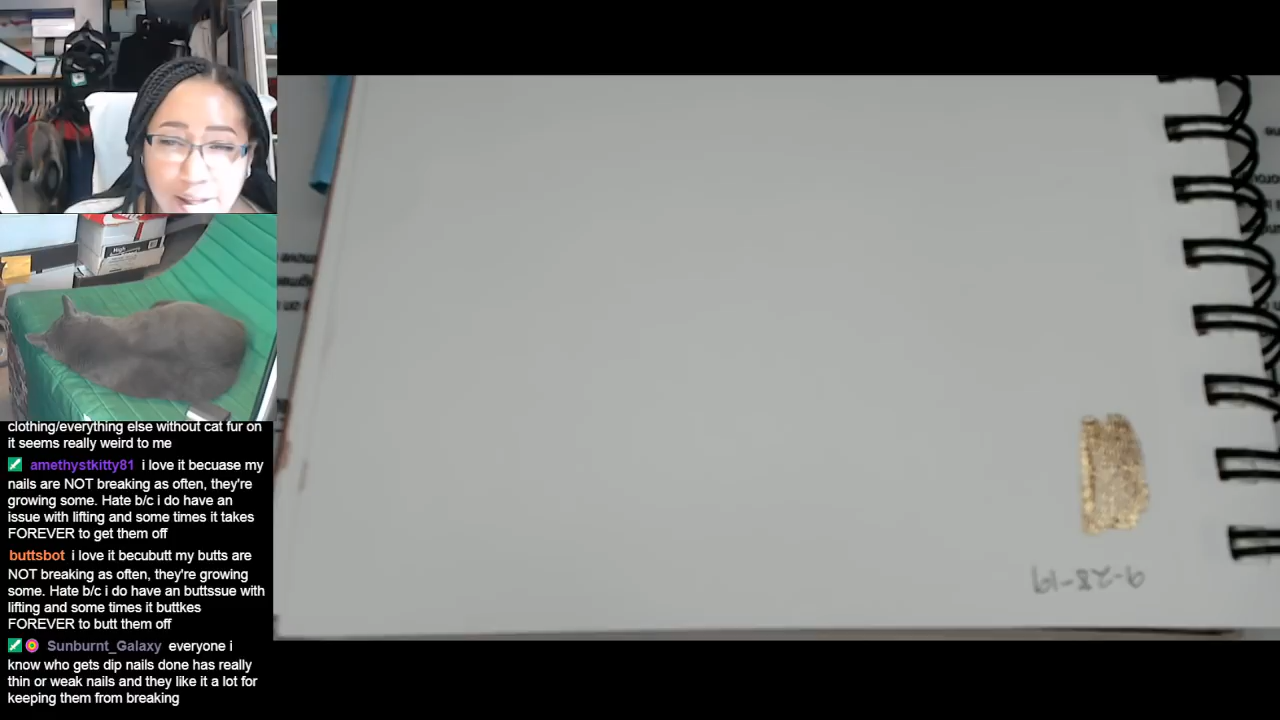 clothing/everything else without cat fur on
it seems really weird to me
amethystkitty81 i love it becuase my
nails are NOT breaking as often, they're
growing some. Hate b/c i do have an
issue with lifting and some times it takes
FOREVER to get them off
buttsbot i love it becubutt my butts are
NOT breaking as often, they're growing
some. Hate b/c i do have an buttssue with
lifting and some times it buttkes
FOREVER to butt them off
Sunburnt_Galaxy everyone i
know who gets dip nails done has really
thin or weak nails and they like it a lot for
keeping them from breaking
High
9-28-19